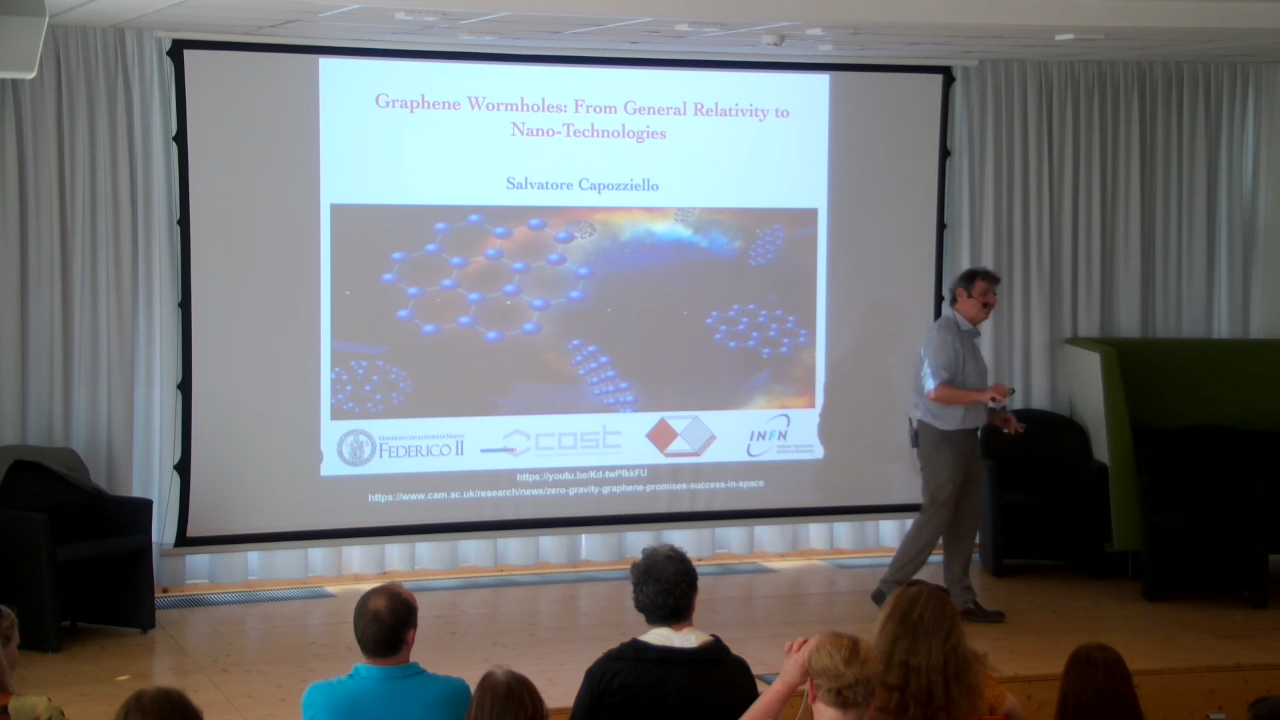 Graphene Wormholes: From General Relativity to
Nano-Technologies
Salvatore Capozziello
FEDERICO II
cost
INFN
https://youtu.be/Kd-twPfkkFU
https://www.cam.ac.uk/research/news/zero-gravity-graphene-promises-success-in-space